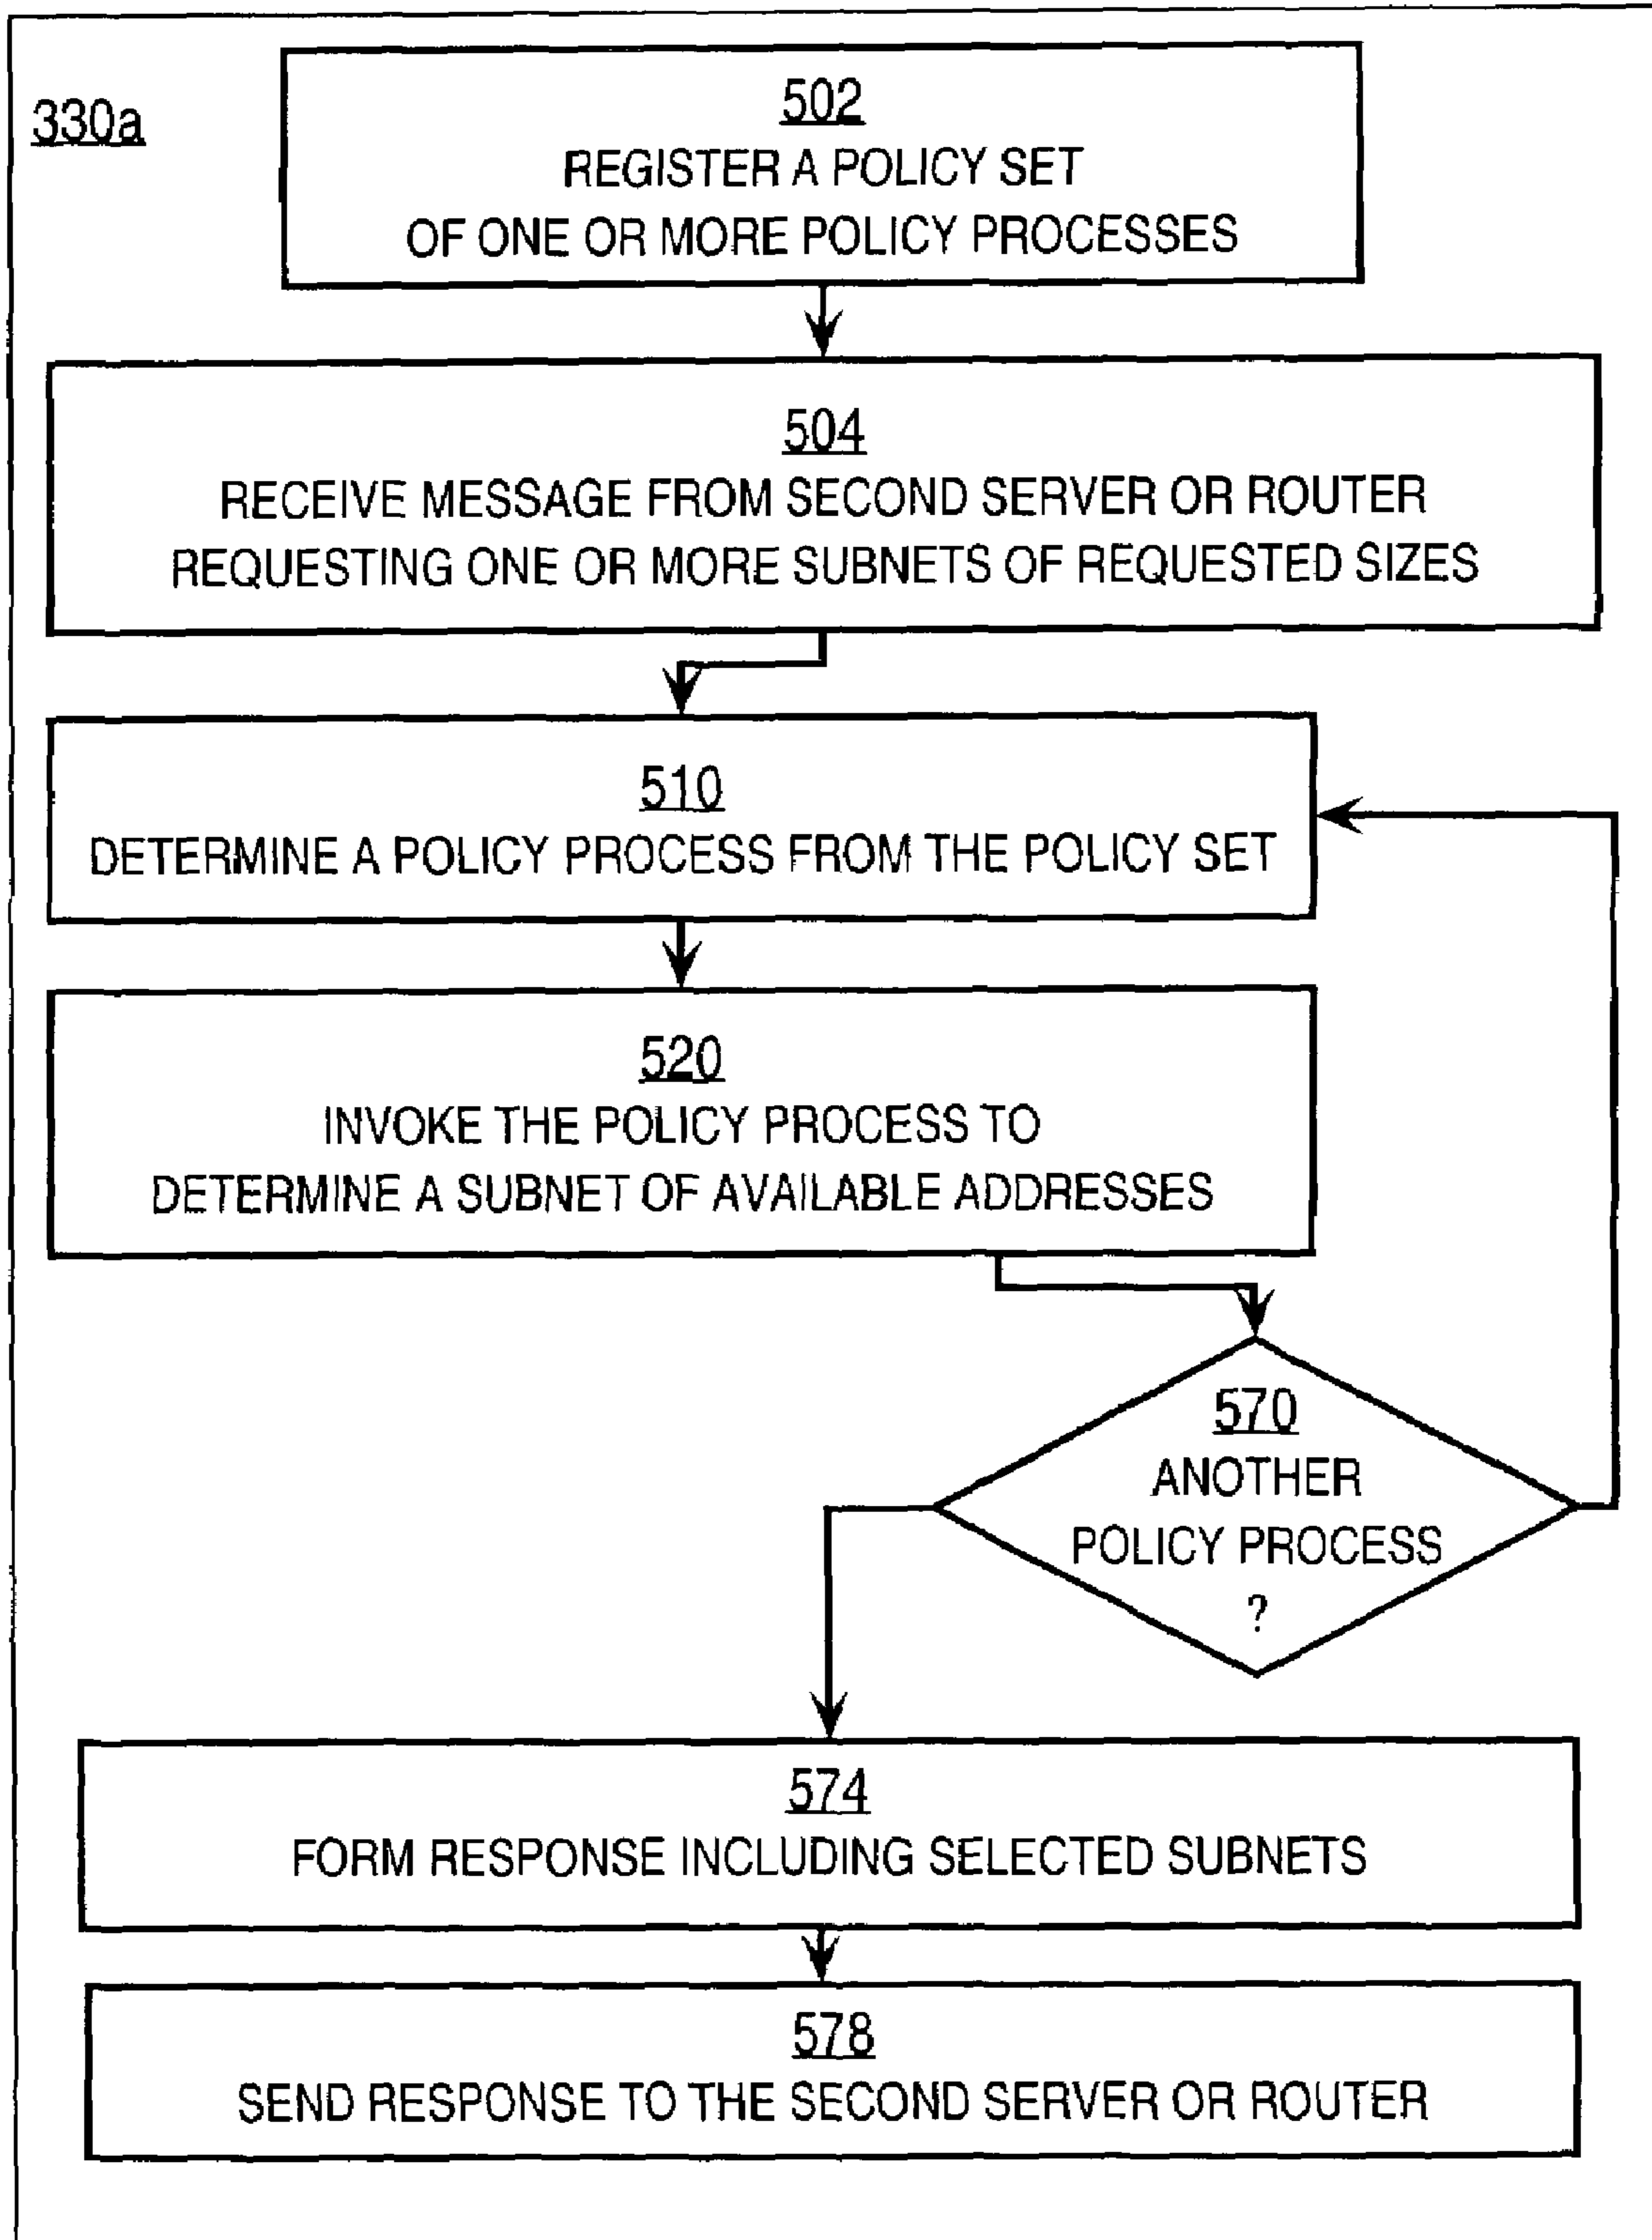 330a
502
REGISTER A POLICY SET
OF ONE OR MORE POLICY PROCESSES
504
RECEIVE MESSAGE FROM SECOND SERVER OR ROUTER
REQUESTING ONE OR MORE SUBNETS OF REQUESTED SIZES
510
DETERMINE A POLICY PROCESS FROM THE POLICY SET
520
INVOKE THE POLICY PROCESS TO
DETERMINE A SUBNET OF AVAILABLE ADDRESSES
570
ANOTHER
POLICY PROCESS
?
574
FORM RESPONSE INCLUDING SELECTED SUBNETS
578
SEND RESPONSE TO THE SECOND SERVER OR ROUTER